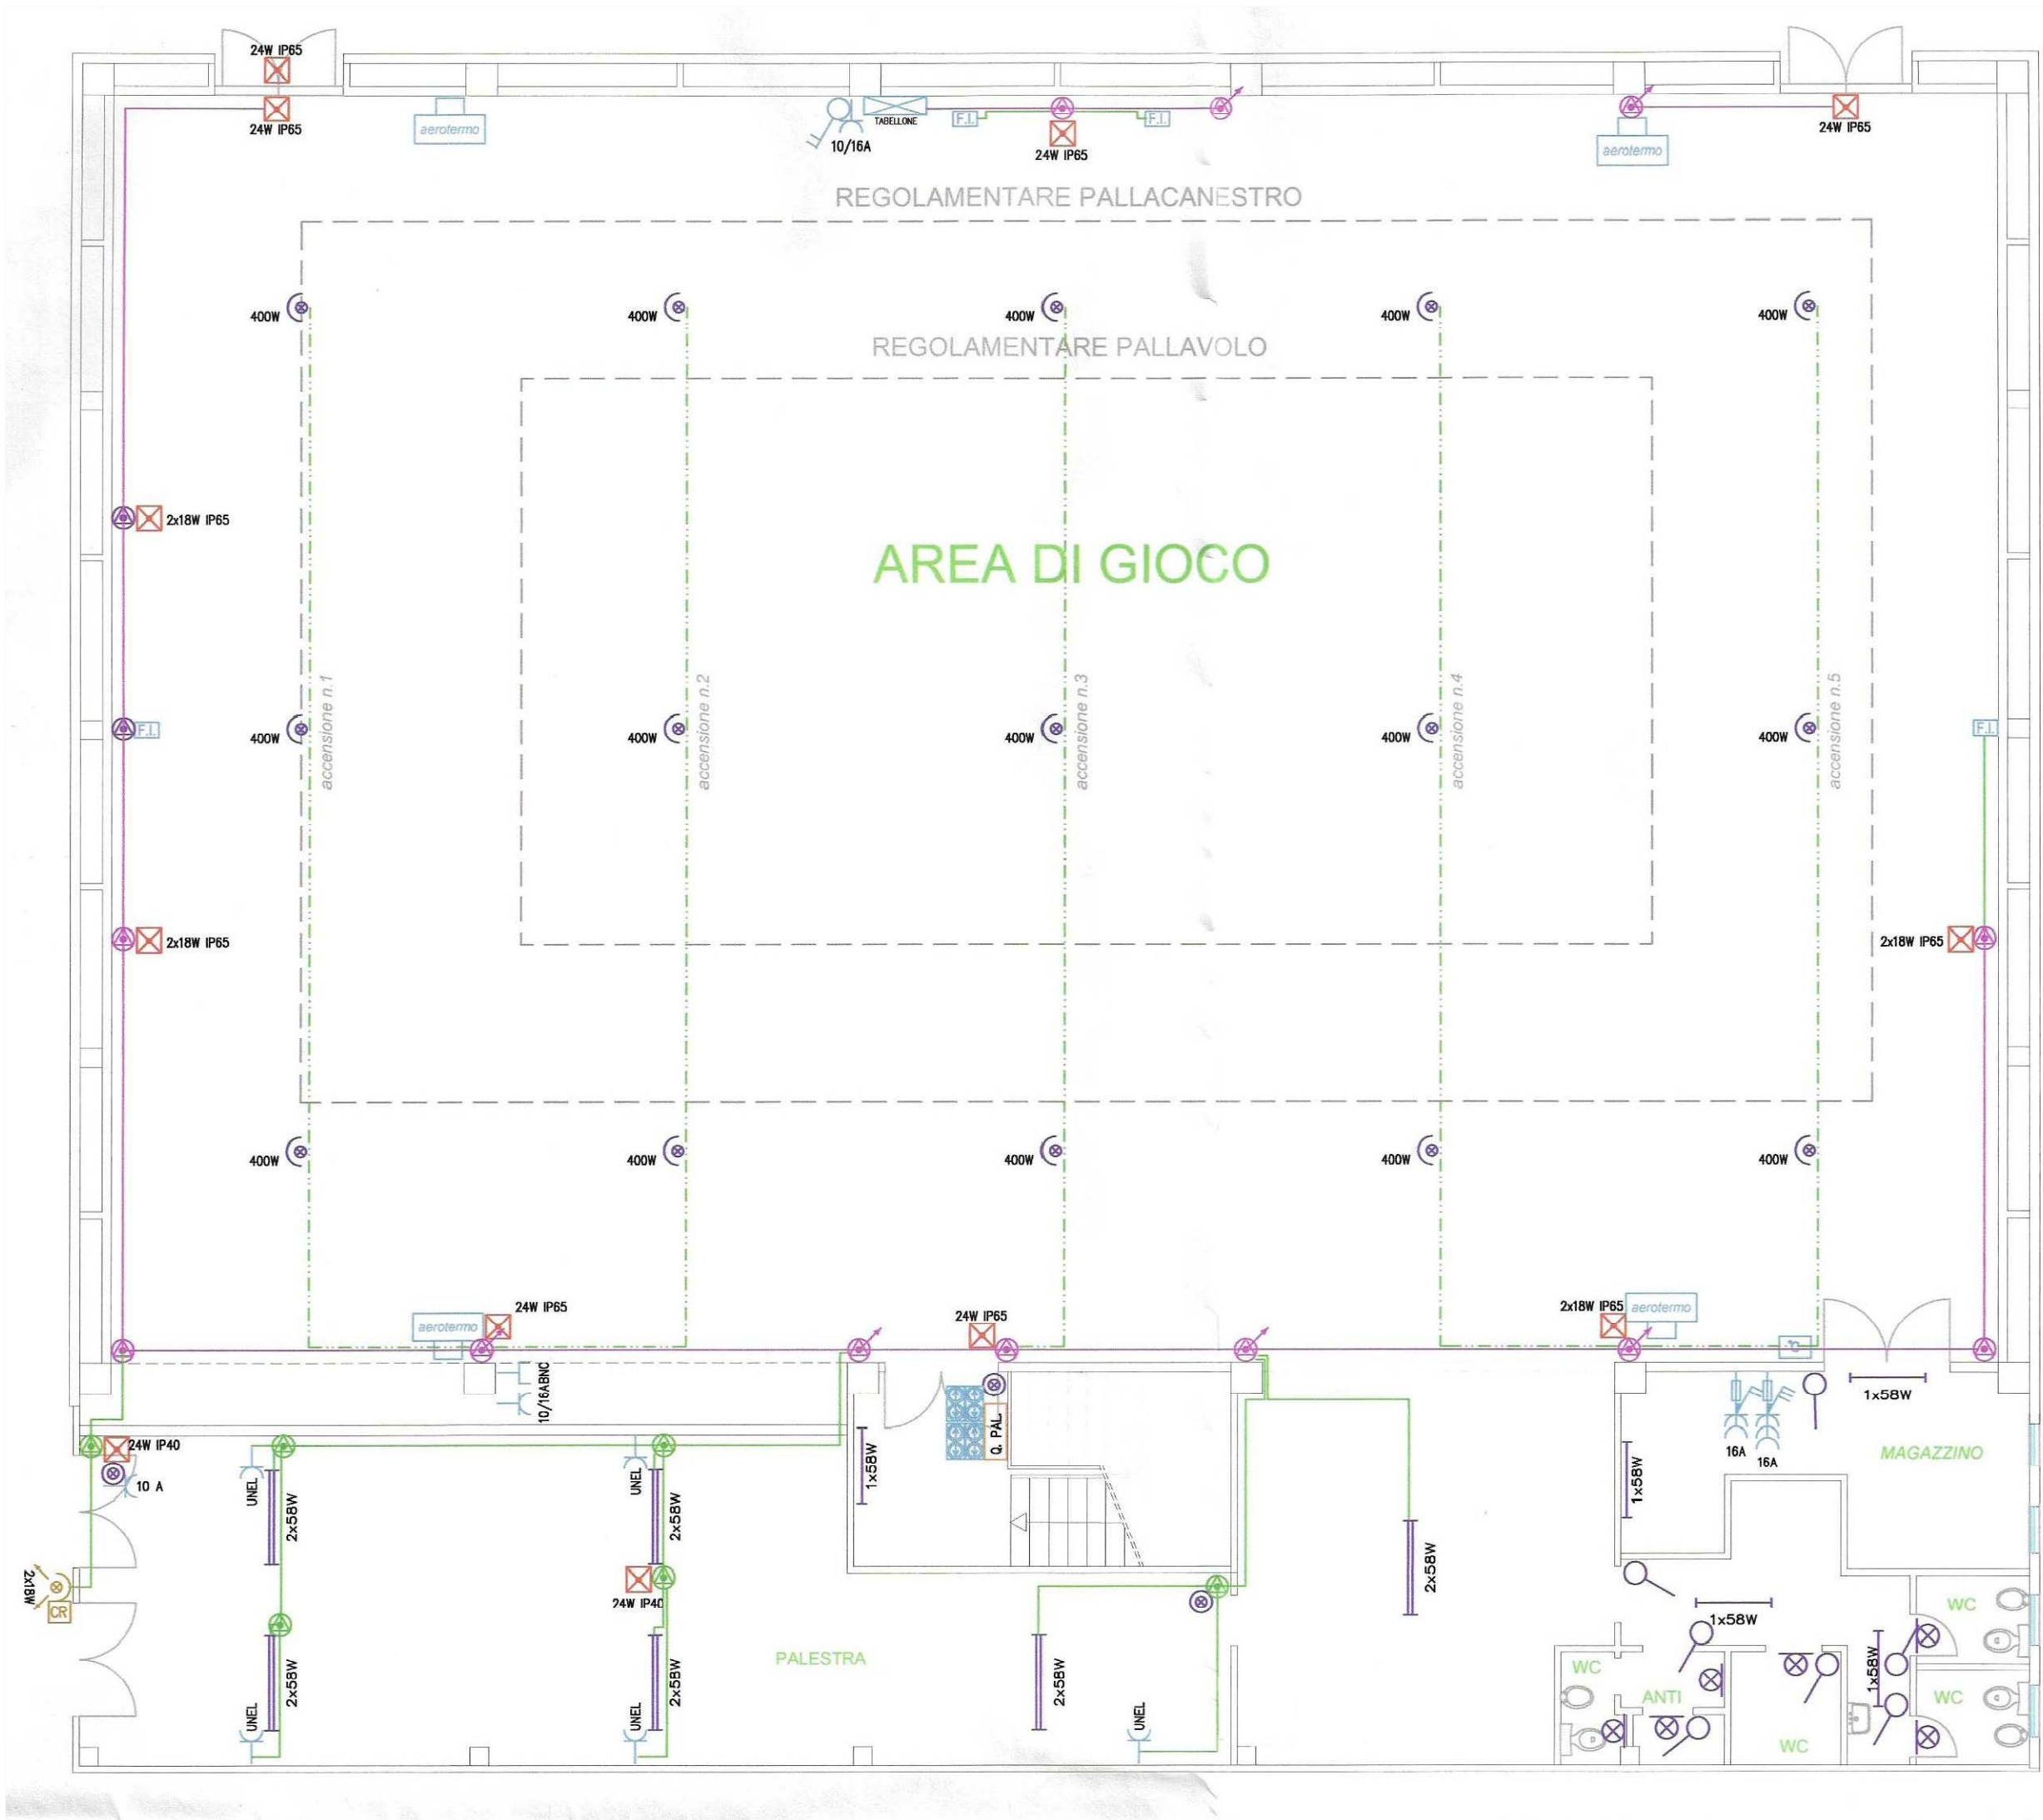 24W IP65
24W IP65
aerotermo
TABELLONE
10/16A
F.I.
F.I.
24W IP65
aerotermo
24W IP65
REGOLAMENTARE PALLACANESTRO
400W
400W
400W
400W
400W
REGOLAMENTARE PALLAVOLO
2x18W IP65
AREA DI GIOCO
accensione n.1
accensione n.2
accensione n.3
accensione n.4
accensione n.5
F.I.
400W
400W
400W
400W
400W
F.I.
2x18W IP65
2x18W IP65
400W
400W
400W
400W
400W
aerotermo
24W IP65
24W IP65
2x18W IP65
aerotermo
10/16ABNC
Q. PAL.
1x58W
1x58W
24W IP40
10 A
UNEL
2x58W
UNEL
2x58W
1x58W
16A
16A
MAGAZZINO
2x58W
2x18W
CR
24W IP40
1x58W
WC
UNEL
2x58W
UNEL
2x58W
PALESTRA
2x58W
UNEL
WC
ANTI
WC
1x58W
WC